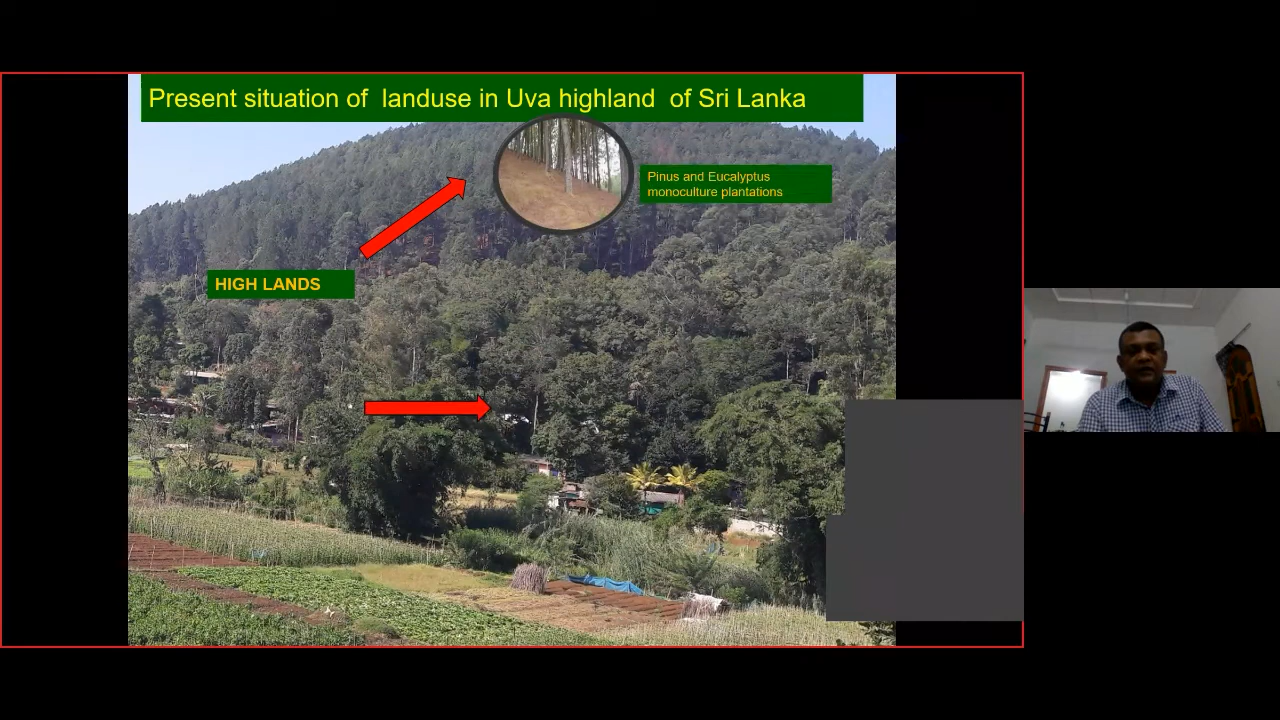 Present situation of  landuse in Uva highland  of Sri Lanka
Pinus and Eucalyptus
monoculture plantations
HIGH LANDS